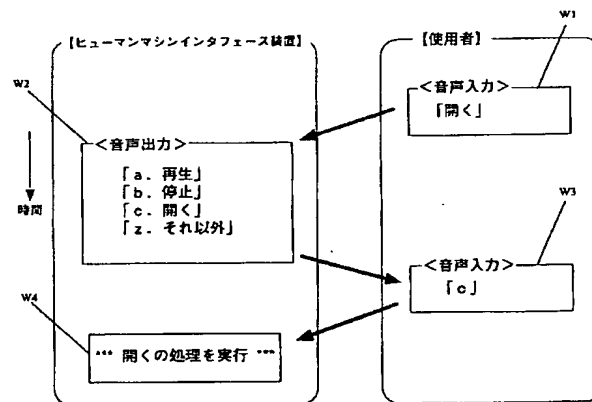 W1
【ヒューマンマシンインタフェース装置】
【使用者】
W2
<音声入力>
「開く」
<音声出力>
「a. 再生」
「b. 停止」
「c. 開く」
「z. それ以外」
時間
W3
<音声入力>
「c」
W4
*** 開くの処理を実行 ***